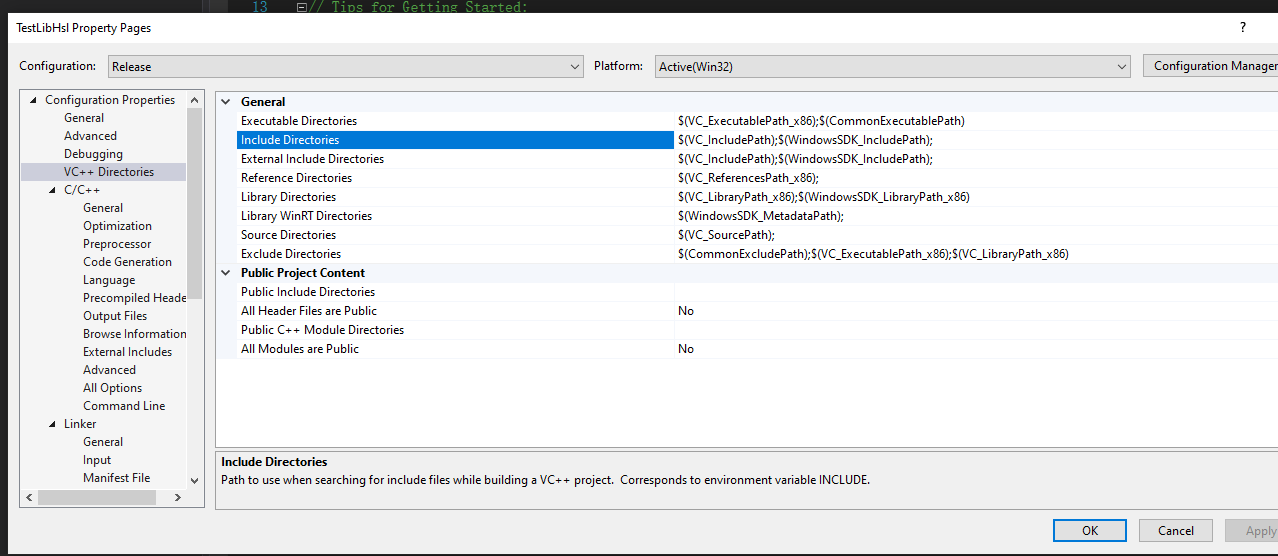 13 // Tips for Getting Started:
TestLibHsl Property Pages ?
Configuration: Release Platform: Active(Win32) Configuration Manager
Configuration Properties
General
Advanced
Debugging
VC++ Directories
C/C++
General
Optimization
Preprocessor
Code Generation
Language
Precompiled Heade
Output Files
Browse Information
External Includes
Advanced
All Options
Command Line
Linker
General
Input
Manifest File
General
Executable Directories $(VC_ExecutablePath_x86);$(CommonExecutablePath)
Include Directories $(VC_IncludePath);$(WindowsSDK_IncludePath);
External Include Directories $(VC_IncludePath);$(WindowsSDK_IncludePath);
Reference Directories $(VC_ReferencesPath_x86);
Library Directories $(VC_LibraryPath_x86);$(WindowsSDK_LibraryPath_x86)
Library WinRT Directories $(WindowsSDK_MetadataPath);
Source Directories $(VC_SourcePath);
Exclude Directories $(CommonExcludePath);$(VC_ExecutablePath_x86);$(VC_LibraryPath_x86)
Public Project Content
Public Include Directories
All Header Files are Public No
Public C++ Module Directories
All Modules are Public No
Include Directories
Path to use when searching for include files while building a VC++ project.  Corresponds to environment variable INCLUDE.
OK Cancel Apply